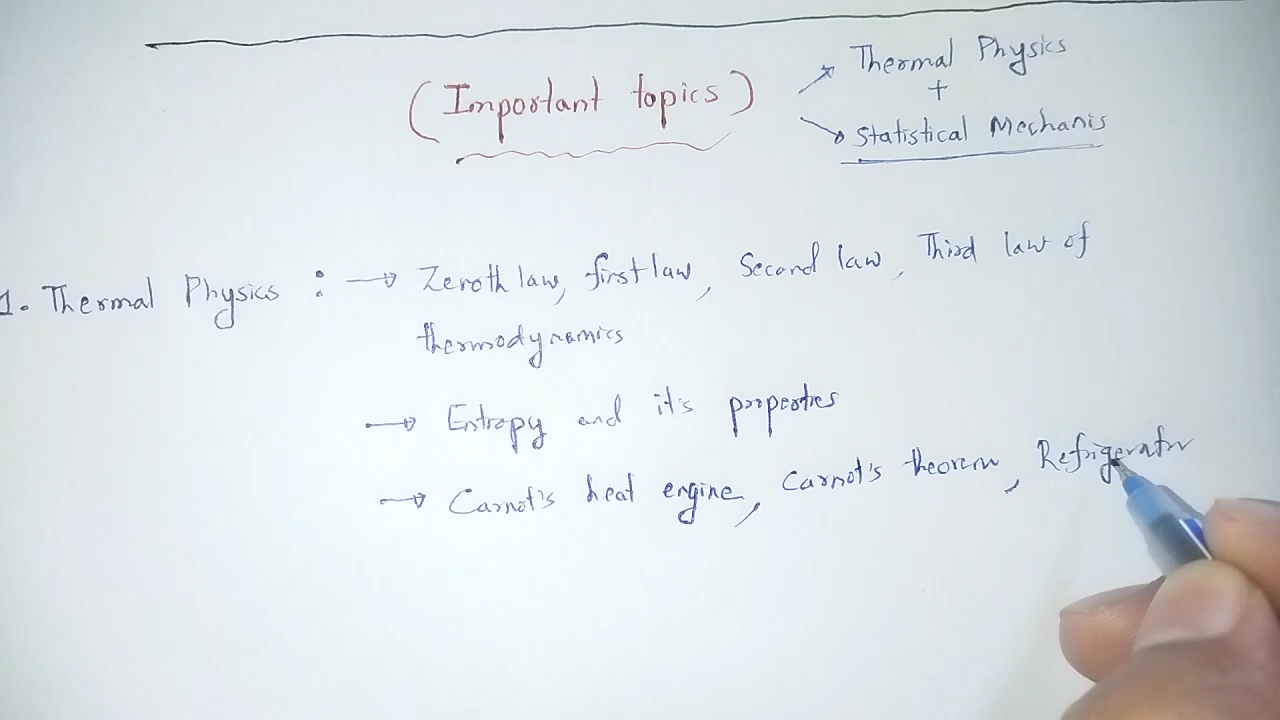 (Important topics)
Thermal Physics
+
Statistical Mechanis
1. Thermal Physics : → Zeroth law, first law, Second law, Third law of
thermodynamics
→ Entropy and it's properties
→ Carnot's heat engine, Carnot's theorem, Refrigerator